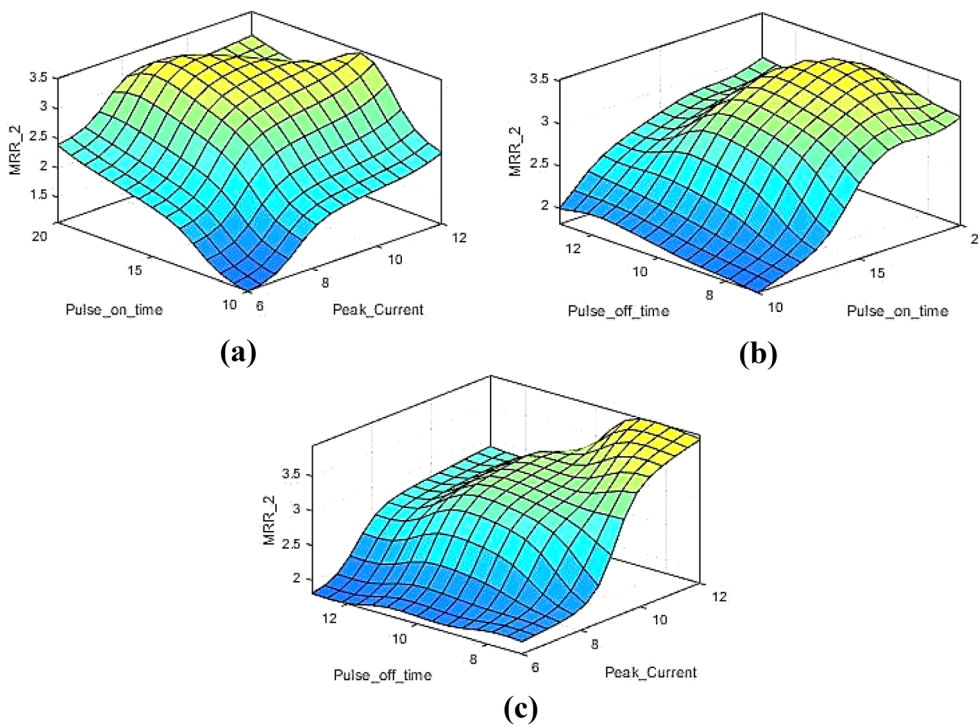 3.5
3
2.5
2
1.5
MRR_2
20
15
10
Pulse_on_time
6
8
10
12
Peak_Current
(a)
3.5
3
2.5
2
MRR_2
12
10
8
Pulse_off_time
10
15
2
Pulse_on_time
(b)
3.5
3
2.5
2
MRR_2
12
10
8
Pulse_off_time
6
8
10
12
Peak_Current
(c)